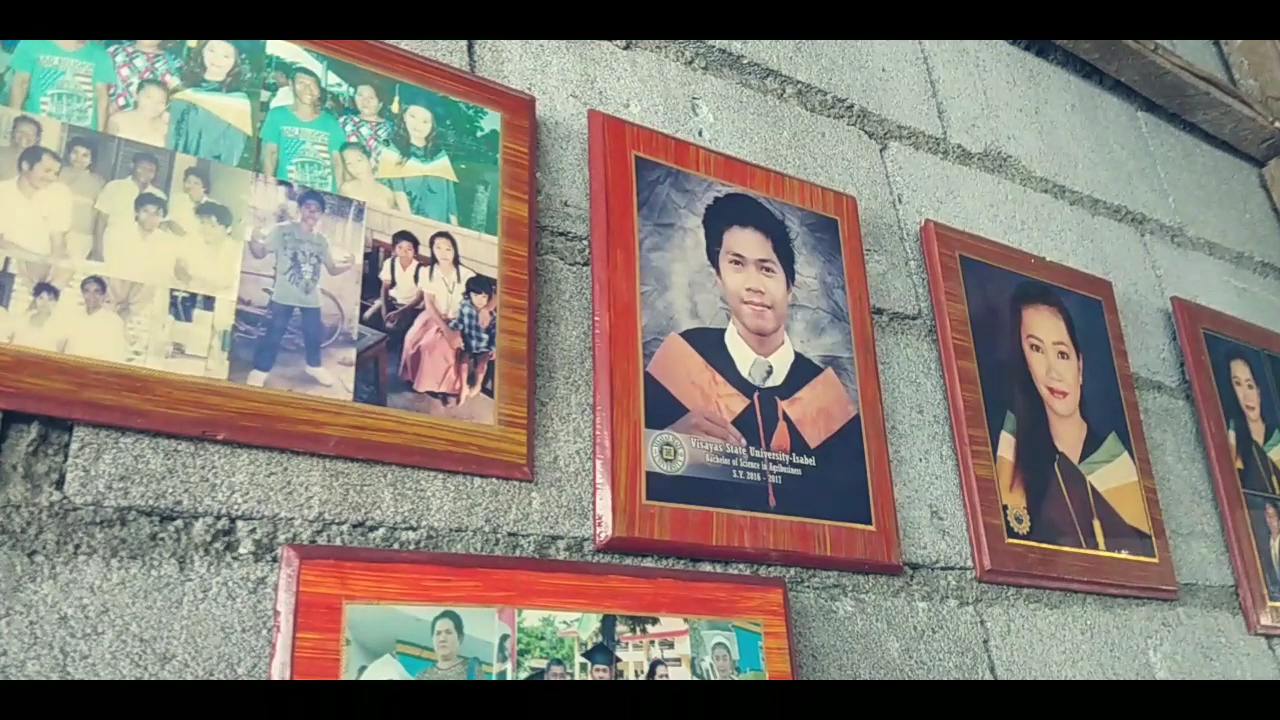 Visayas State University-Isabel
Bachelor of Science in Agribusiness
S.Y. 2016 - 2017